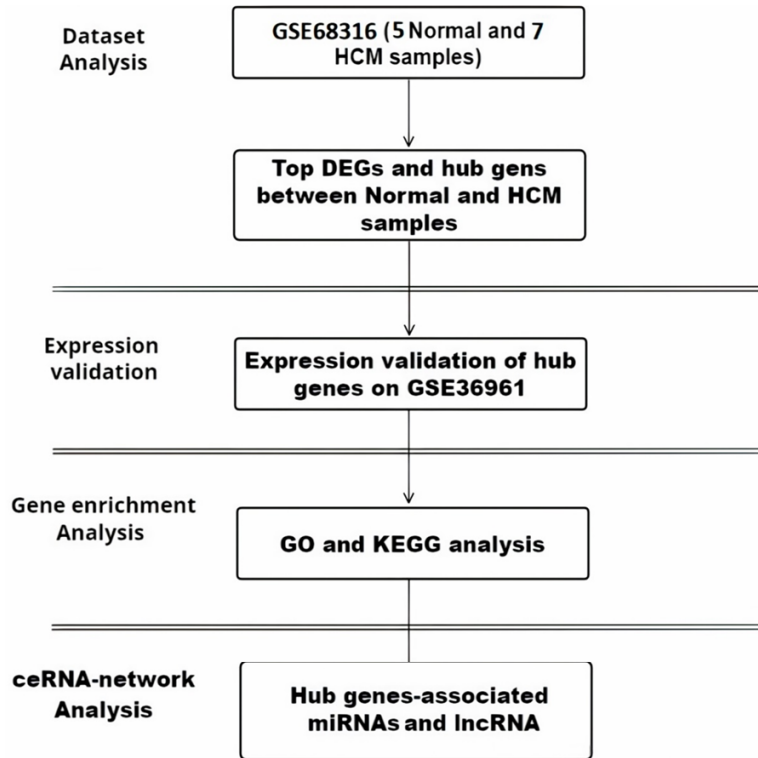 Dataset
Analysis
GSE68316 (5 Normal and 7
HCM samples)
Top DEGs and hub gens
between Normal and HCM
samples
Expression
validation
Expression validation of hub
genes on GSE36961
Gene enrichment
Analysis
GO and KEGG analysis
ceRNA-network
Analysis
Hub genes-associated
miRNAs and lncRNA